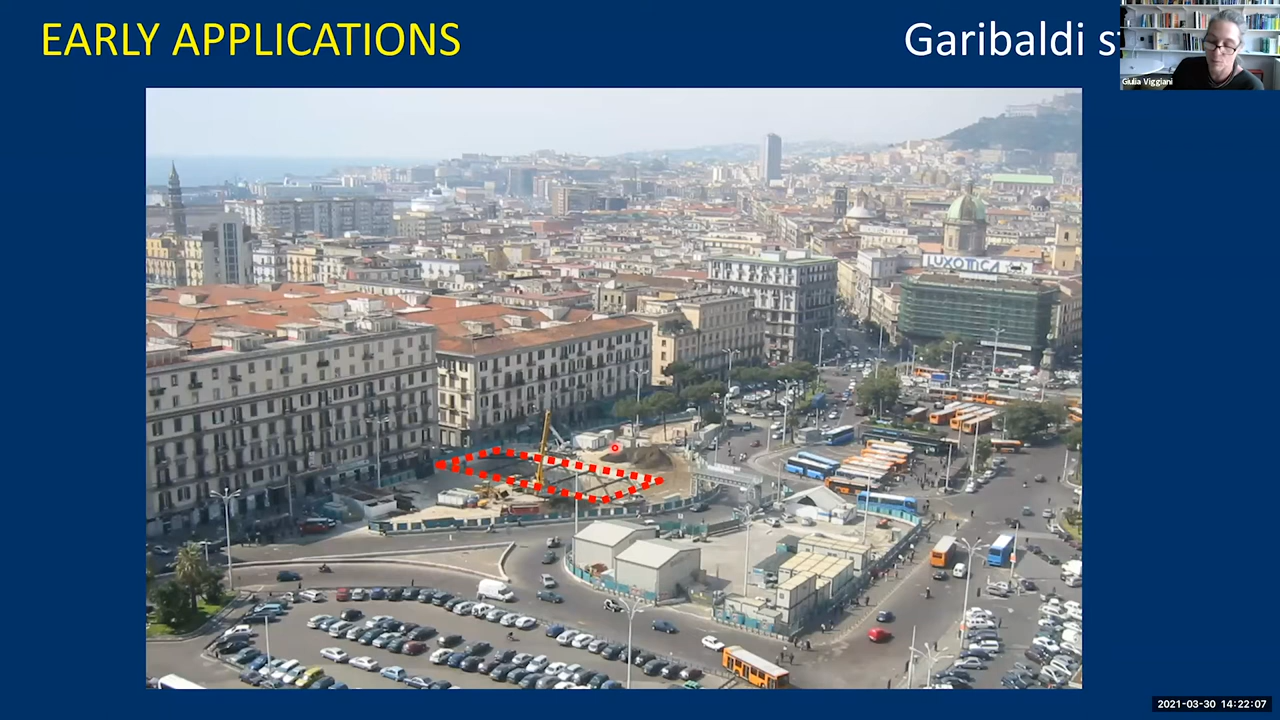 EARLY APPLICATIONS
Garibaldi
Giulia Viggiani
LUXOTTICA
2021-03-30 14:22:07